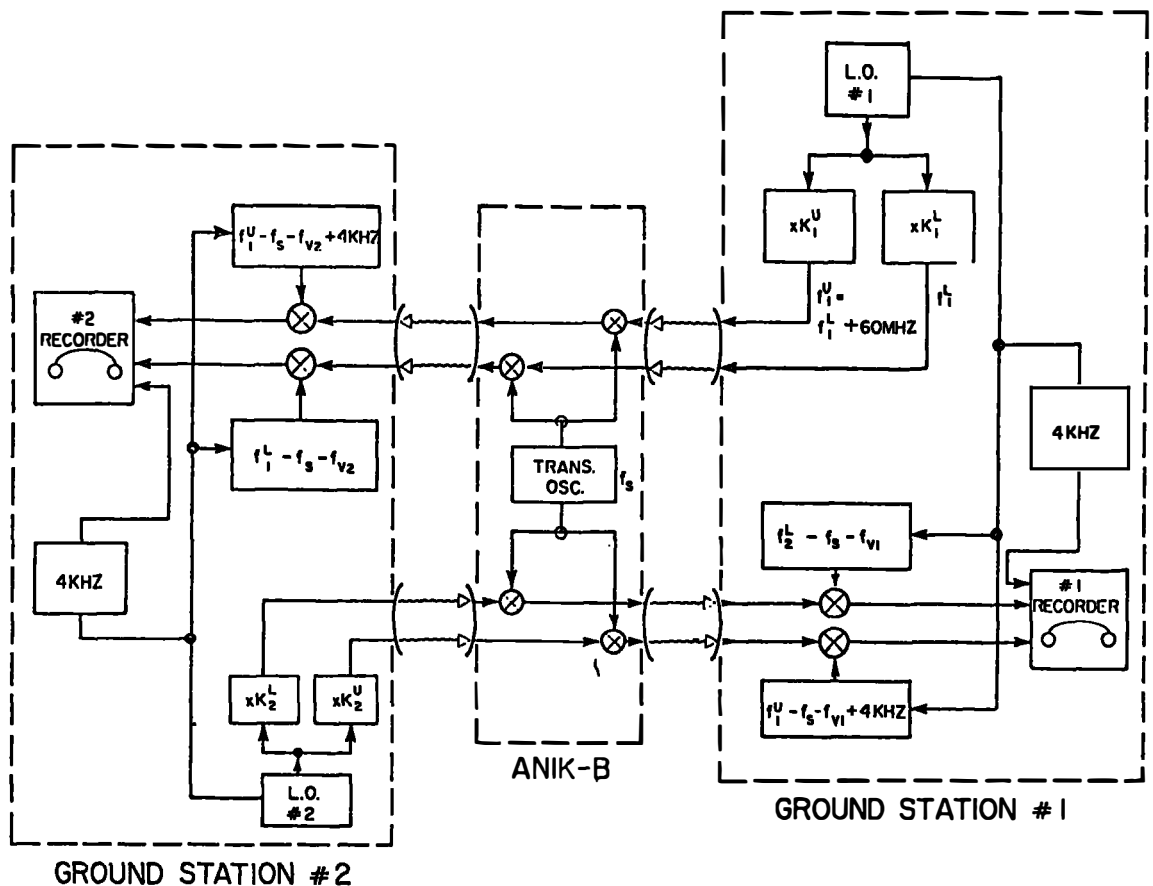 L.O.
#1
xK₁ᵁ
xK₁ᴸ
f₁ᵁ =
f₁ᴸ + 60MHZ
f₁ᴸ
4KHZ
f₂ᴸ - fₛ - f_V1
#1
RECORDER
f₁ᵁ - fₛ - f_V1 + 4KHZ
GROUND STATION #1
TRANS.
OSC.
fₛ
ANIK-B
f₁ᵁ - fₛ - f_V2 + 4KHZ
#2
RECORDER
f₁ᴸ - fₛ - f_V2
4KHZ
xK₂ᴸ
xK₂ᵁ
L.O.
#2
GROUND STATION #2